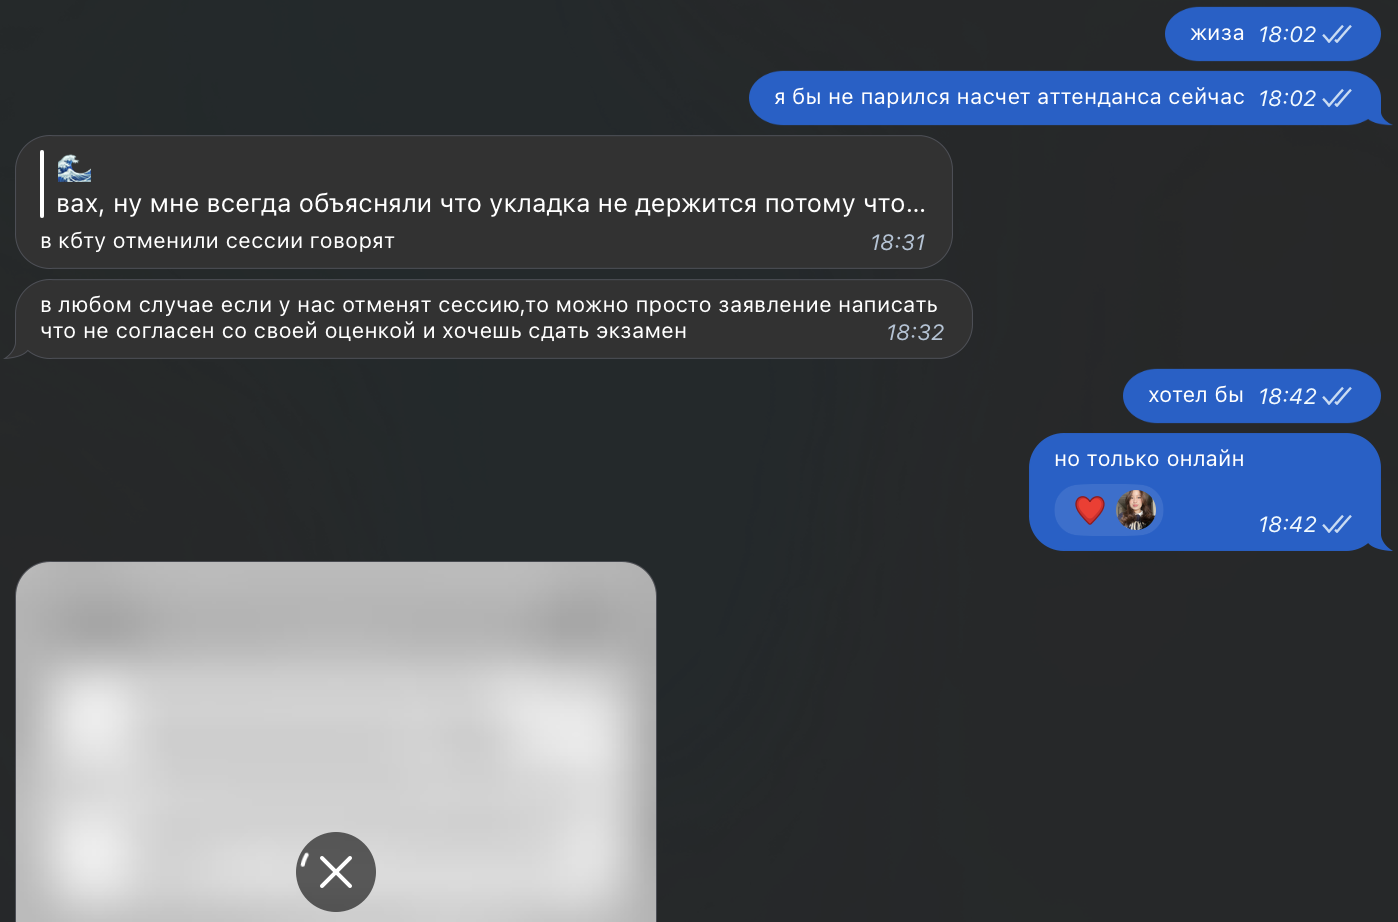 жиза 18:02
я бы не парился насчет аттенданса сейчас 18:02
🌊
вах, ну мне всегда объясняли что укладка не держится потому что...
в кбту отменили сессии говорят 18:31
в любом случае если у нас отменят сессию,то можно просто заявление написать
что не согласен со своей оценкой и хочешь сдать экзамен 18:32
хотел бы 18:42
но только онлайн
❤️
18:42